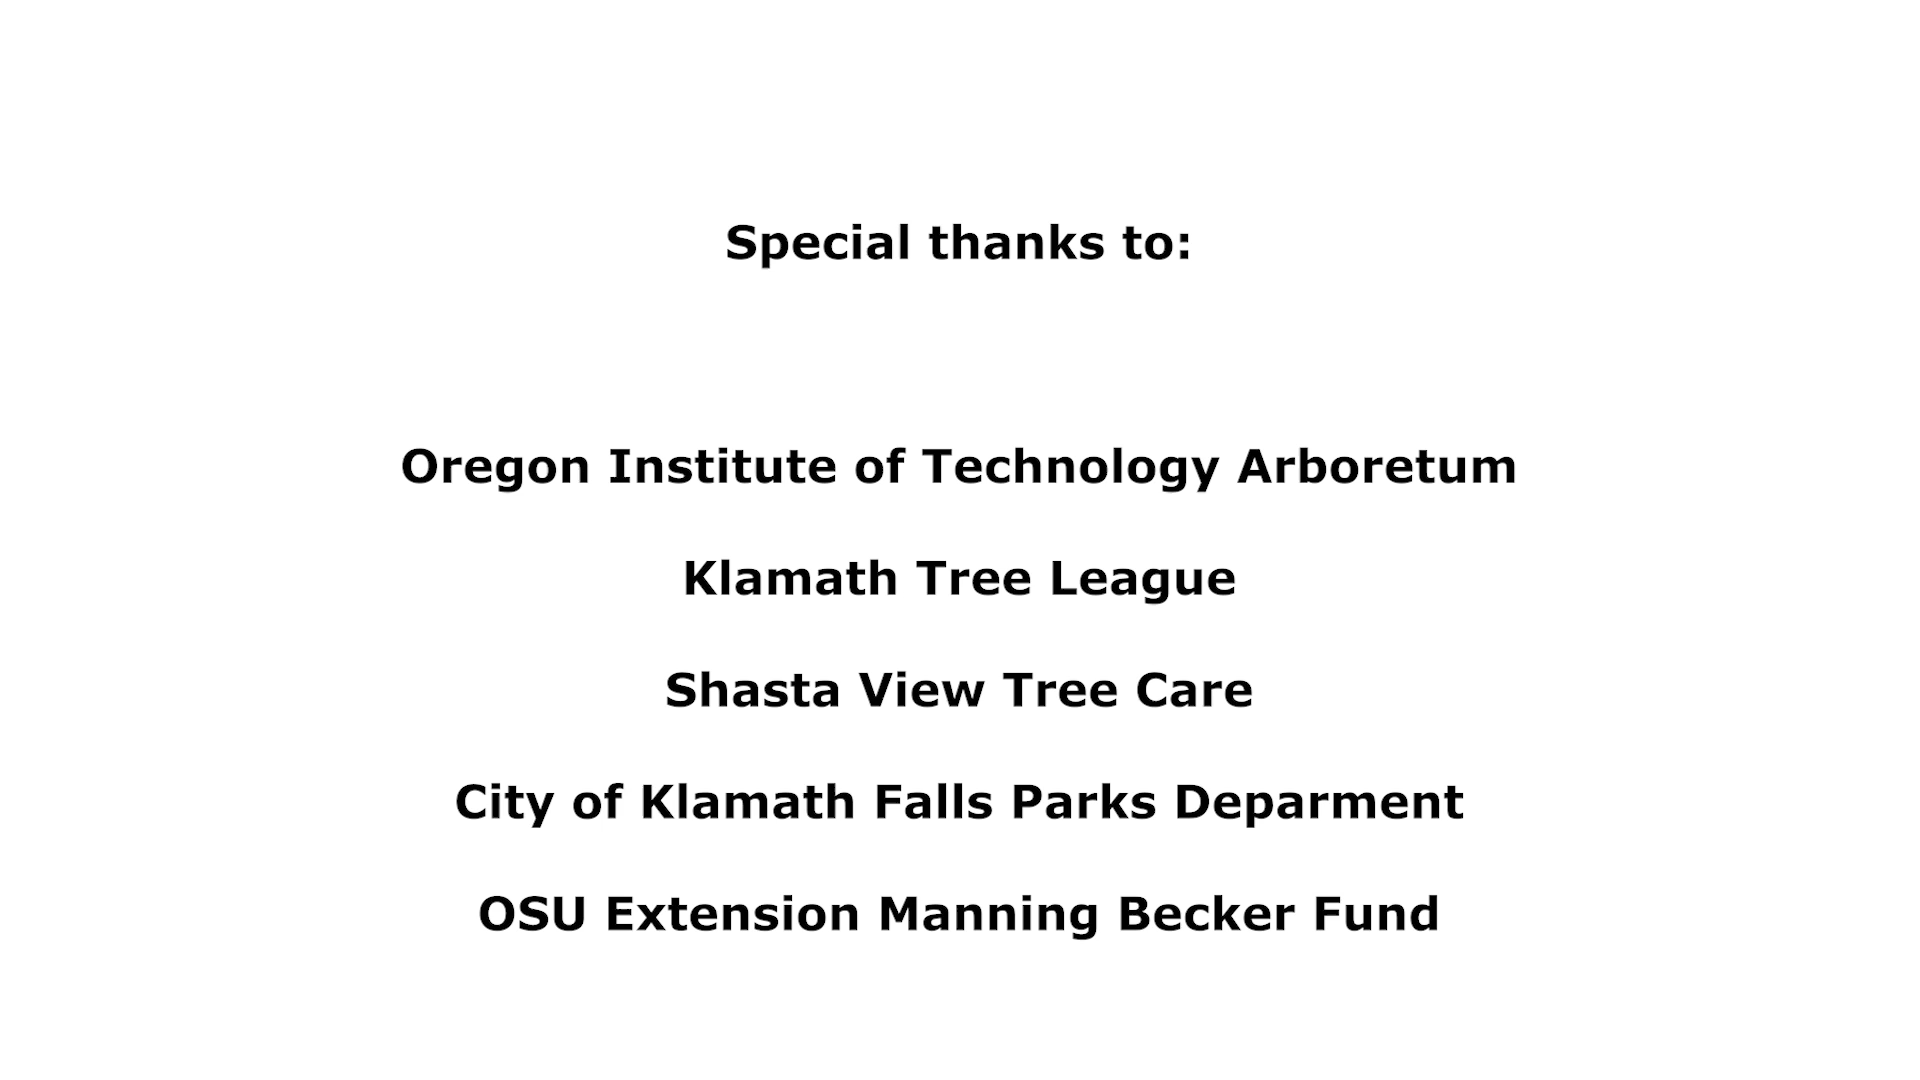 Special thanks to:
Oregon Institute of Technology Arboretum
Klamath Tree League
Shasta View Tree Care
City of Klamath Falls Parks Deparment
OSU Extension Manning Becker Fund